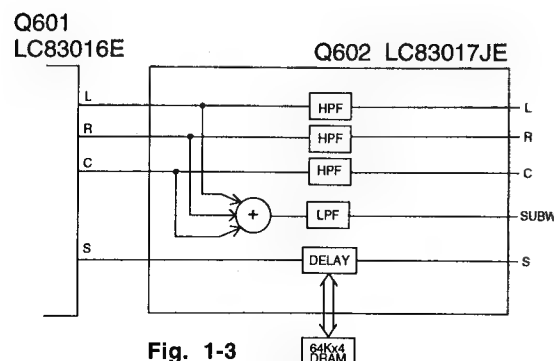 Q601
LC83016E
Q602 LC83017JE
L
HPF
L
R
HPF
R
C
HPF
C
+
LPF
SUBW
S
DELAY
S
Fig. 1-3
64Kx4
DRAM